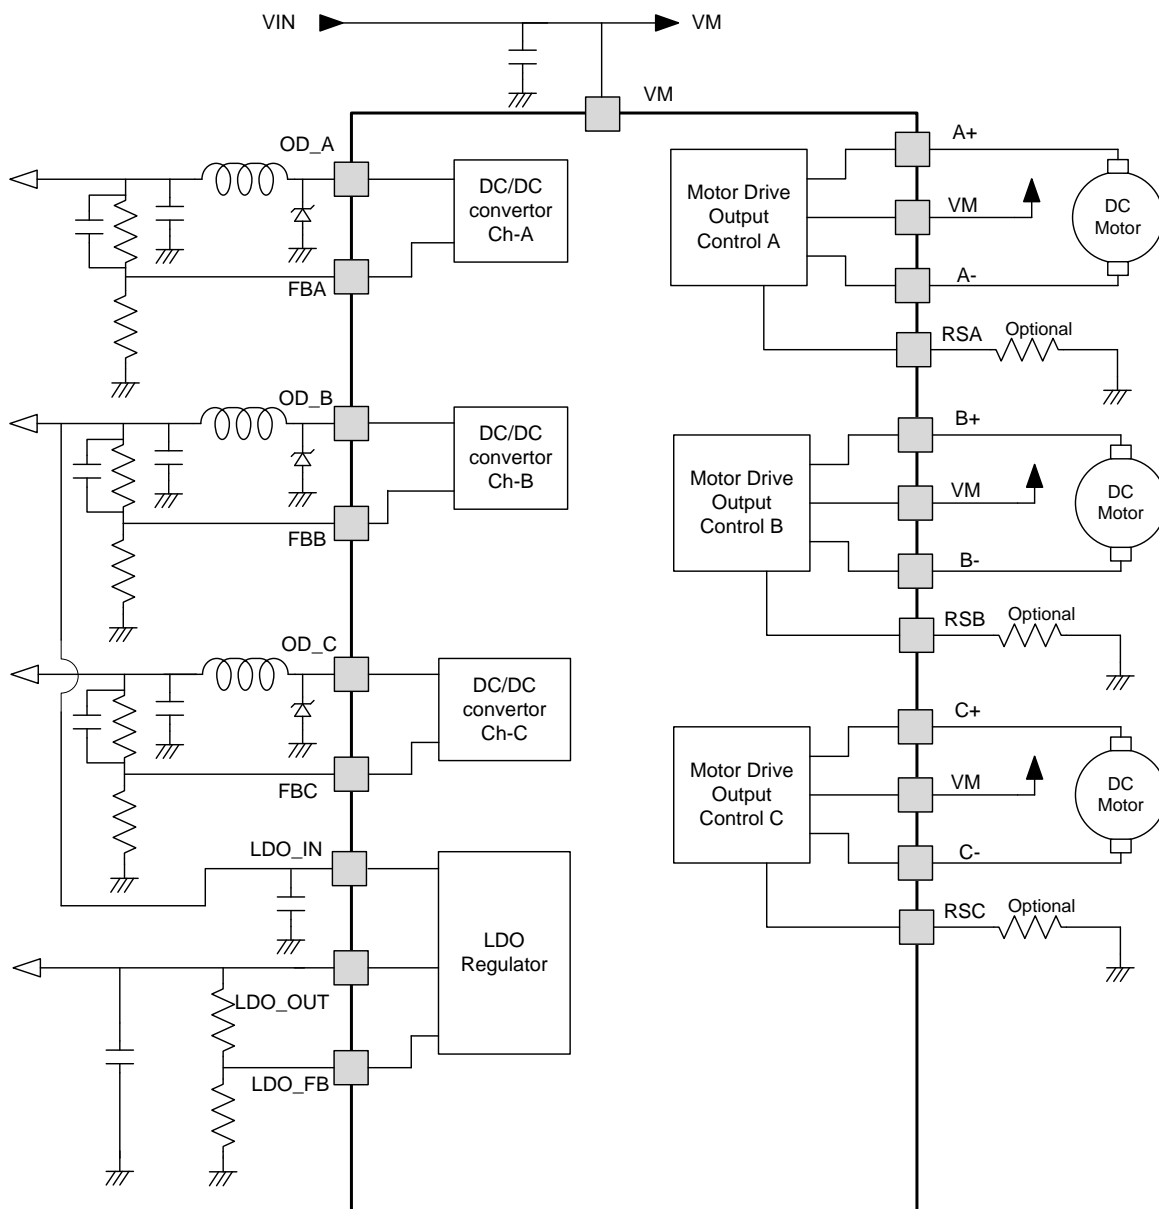 VIN
VM
VM
OD_A
DC/DC
convertor
Ch-A
FBA
OD_B
DC/DC
convertor
Ch-B
FBB
OD_C
DC/DC
convertor
Ch-C
FBC
LDO_IN
LDO
Regulator
LDO_OUT
LDO_FB
Motor Drive
Output
Control A
A+
VM
A-
RSA
Optional
DC
Motor
Motor Drive
Output
Control B
B+
VM
B-
RSB
Optional
DC
Motor
Motor Drive
Output
Control C
C+
VM
C-
RSC
Optional
DC
Motor